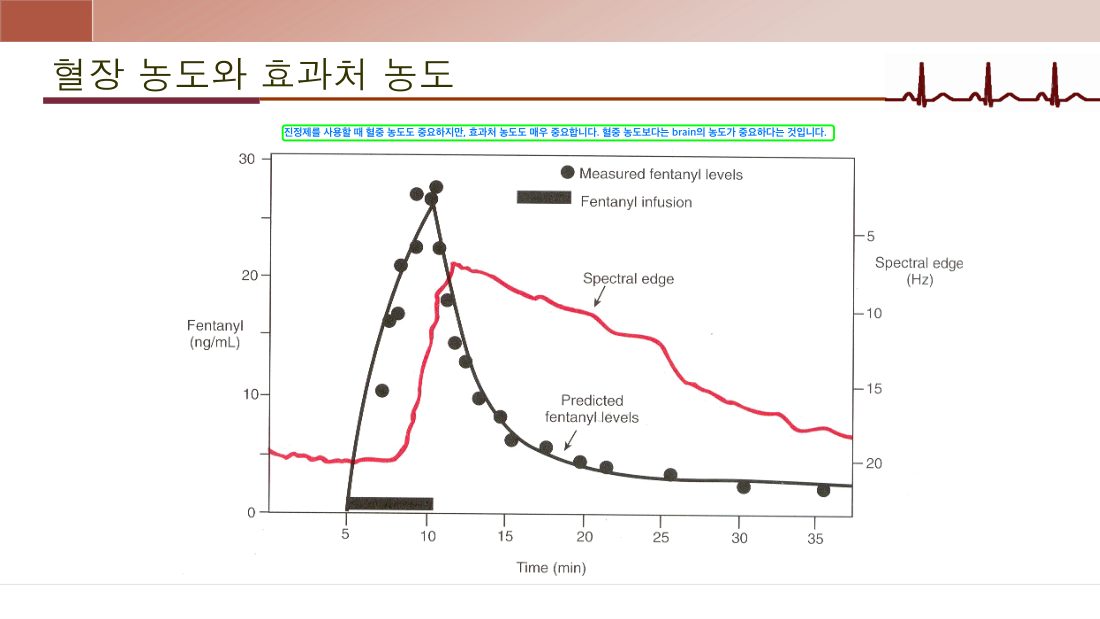 혈장 농도와 효과처 농도
진정제를 사용할 때 혈중 농도도 중요하지만, 효과처 농도도 매우 중요합니다. 혈중 농도보다는 brain의 농도가 중요하다는 것입니다.
30
20
10
0
Fentanyl
(ng/mL)
Measured fentanyl levels
Fentanyl infusion
Spectral edge
Predicted
fentanyl levels
5
10
15
20
Spectral edge
(Hz)
5
10
15
20
25
30
35
Time (min)